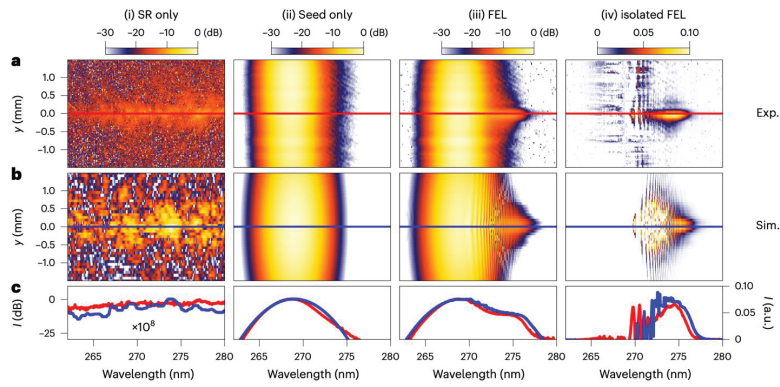 (i) SR only (ii) Seed only (iii) FEL (iv) isolated FEL
−30 −20 −10 0 (dB) −30 −20 −10 0 (dB) −30 −20 −10 0 (dB) 0 0.05 0.10
a
y (mm) 1.0 0.5 0.0 −0.5 −1.0 Exp.
b
y (mm) 1.0 0.5 0.0 −0.5 −1.0 Sim.
c
I (dB) 0 −25 ×10⁸ 0.10 0.05 0 I (a.u.)
265 270 275 280 265 270 275 280 265 270 275 280 265 270 275 280
Wavelength (nm) Wavelength (nm) Wavelength (nm) Wavelength (nm)